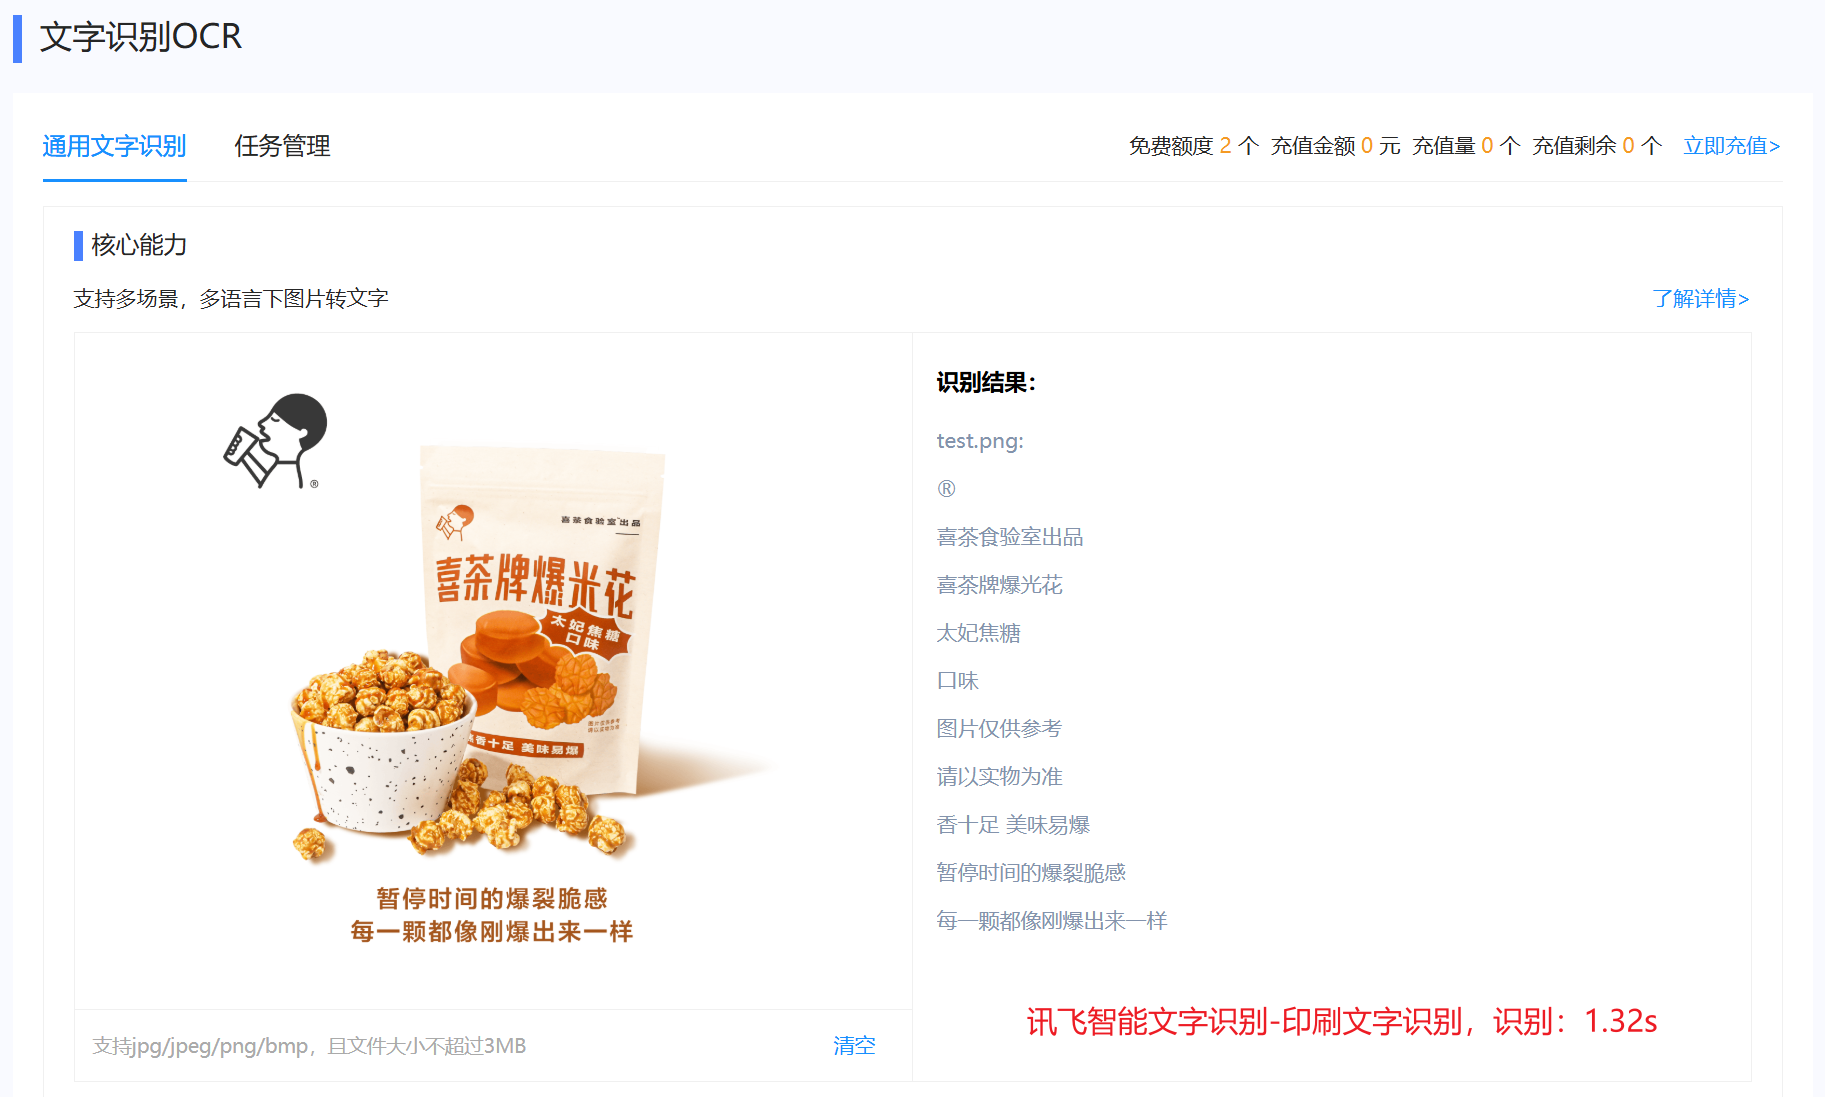 文字识别OCR
通用文字识别 任务管理 免费额度 2 个 充值金额 0 元 充值量 0 个 充值剩余 0 个 立即充值>
核心能力
支持多场景，多语言下图片转文字 了解详情>
®
喜茶食验室出品
喜茶牌爆米花
太妃焦糖
口味
图片仅供参考
请以实物为准
香十足 美味易爆
暂停时间的爆裂脆感
每一颗都像刚爆出来一样
支持jpg/jpeg/png/bmp，且文件大小不超过3MB 清空
识别结果：
test.png:
®
喜茶食验室出品
喜茶牌爆光花
太妃焦糖
口味
图片仅供参考
请以实物为准
香十足 美味易爆
暂停时间的爆裂脆感
每一颗都像刚爆出来一样
讯飞智能文字识别-印刷文字识别，识别：1.32s